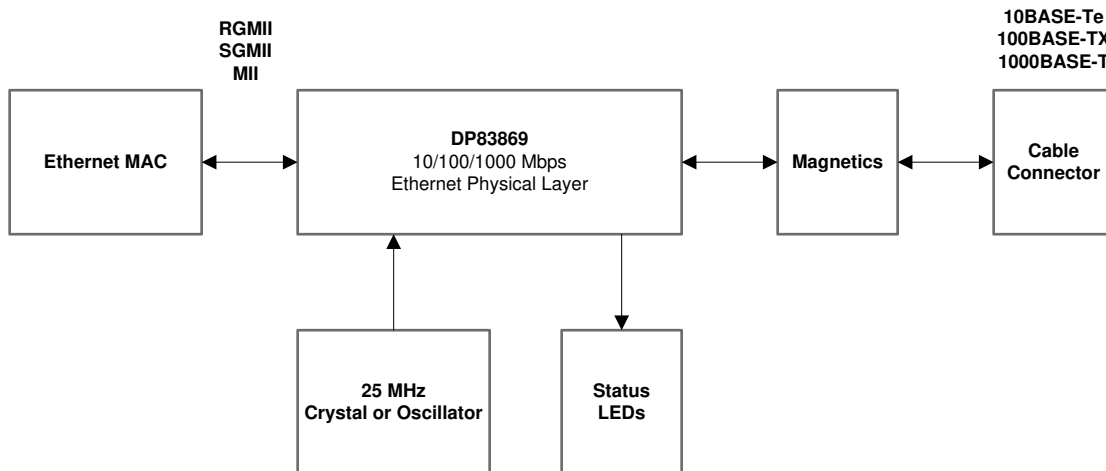 RGMII
SGMII
MII
10BASE-Te
100BASE-TX
1000BASE-T
Ethernet MAC
DP83869
10/100/1000 Mbps
Ethernet Physical Layer
Magnetics
Cable
Connector
25 MHz
Crystal or Oscillator
Status
LEDs